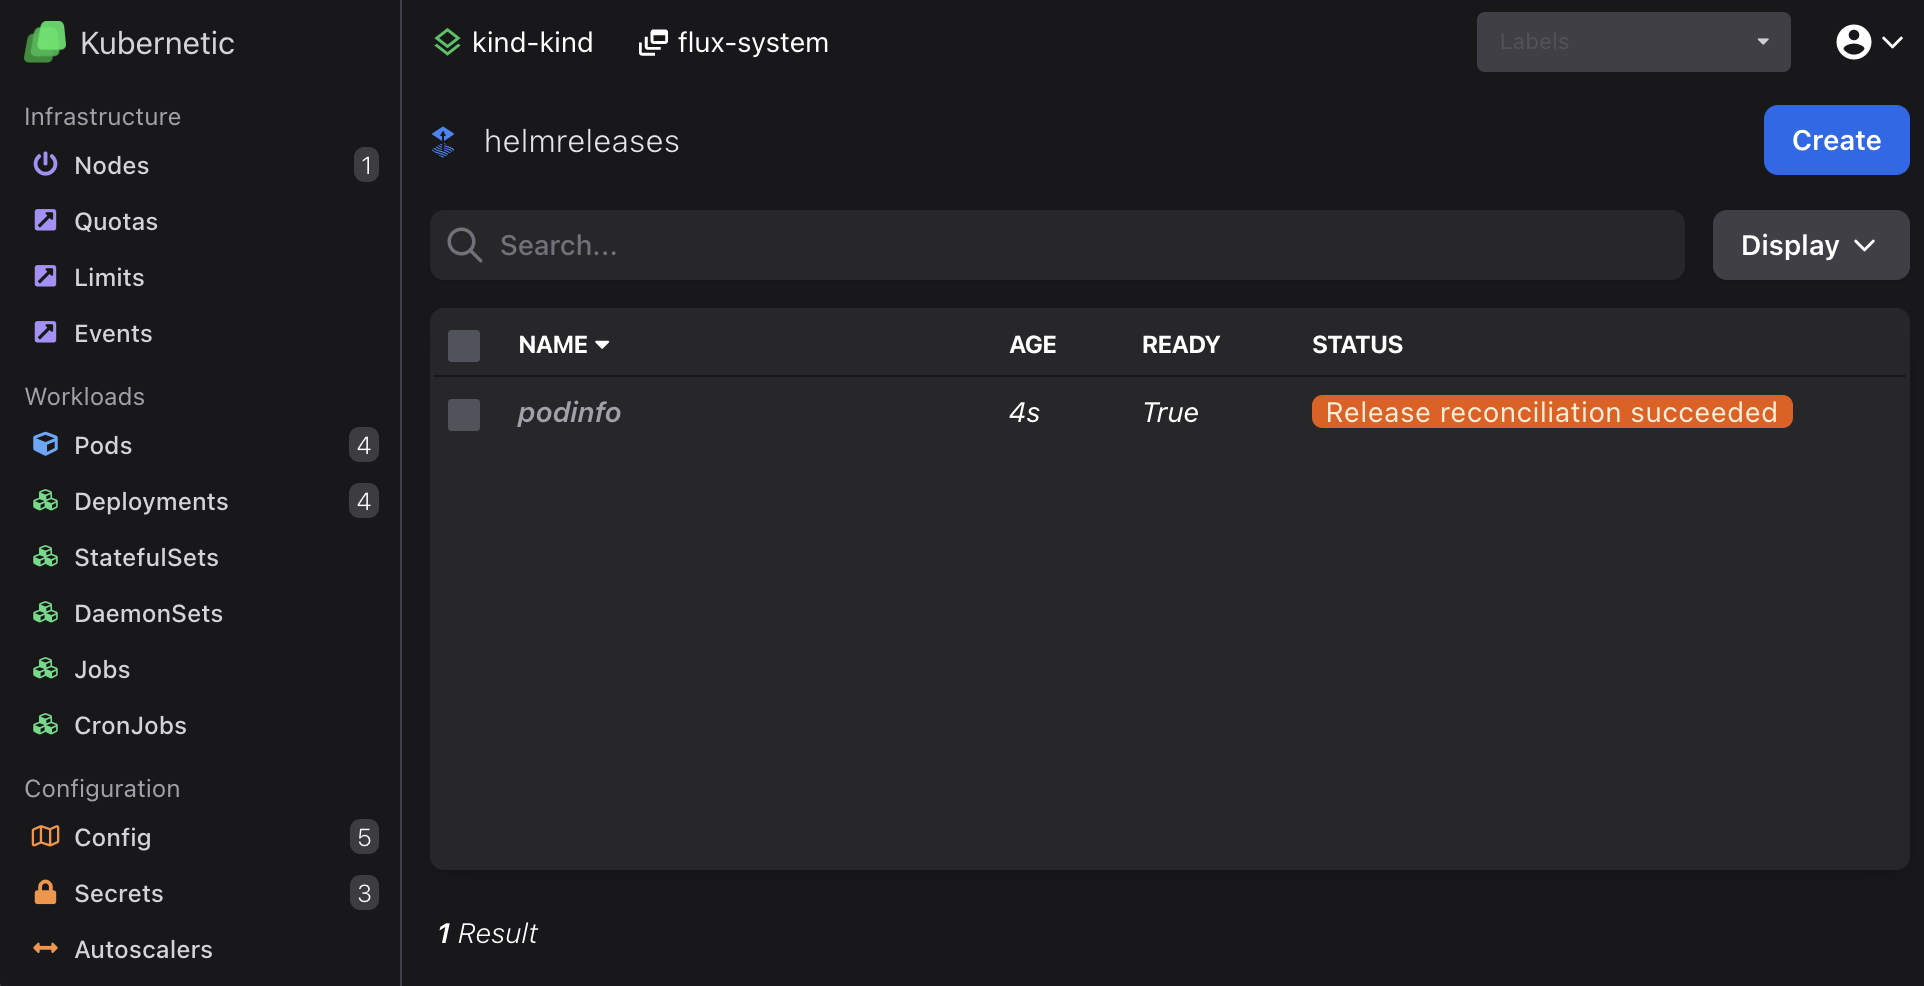 Kubernetic
Infrastructure
Nodes 1
Quotas
Limits
Events
Workloads
Pods 4
Deployments 4
StatefulSets
DaemonSets
Jobs
CronJobs
Configuration
Config 5
Secrets 3
Autoscalers
kind-kind flux-system Labels
helmreleases Create
Search... Display
NAME AGE READY STATUS
podinfo 4s True Release reconciliation succeeded
1 Result